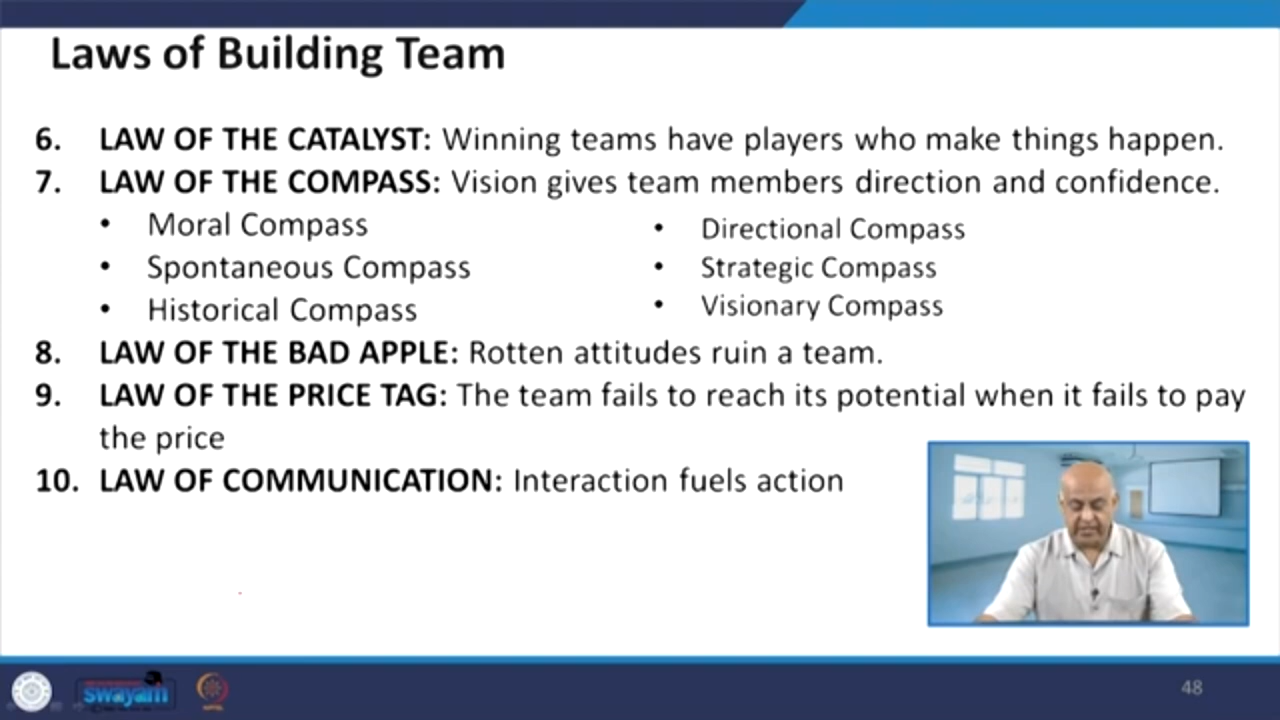 Laws of Building Team
6. LAW OF THE CATALYST: Winning teams have players who make things happen.
7. LAW OF THE COMPASS: Vision gives team members direction and confidence.
• Moral Compass
• Spontaneous Compass
• Historical Compass
• Directional Compass
• Strategic Compass
• Visionary Compass
8. LAW OF THE BAD APPLE: Rotten attitudes ruin a team.
9. LAW OF THE PRICE TAG: The team fails to reach its potential when it fails to pay
the price
10. LAW OF COMMUNICATION: Interaction fuels action
swayam
48